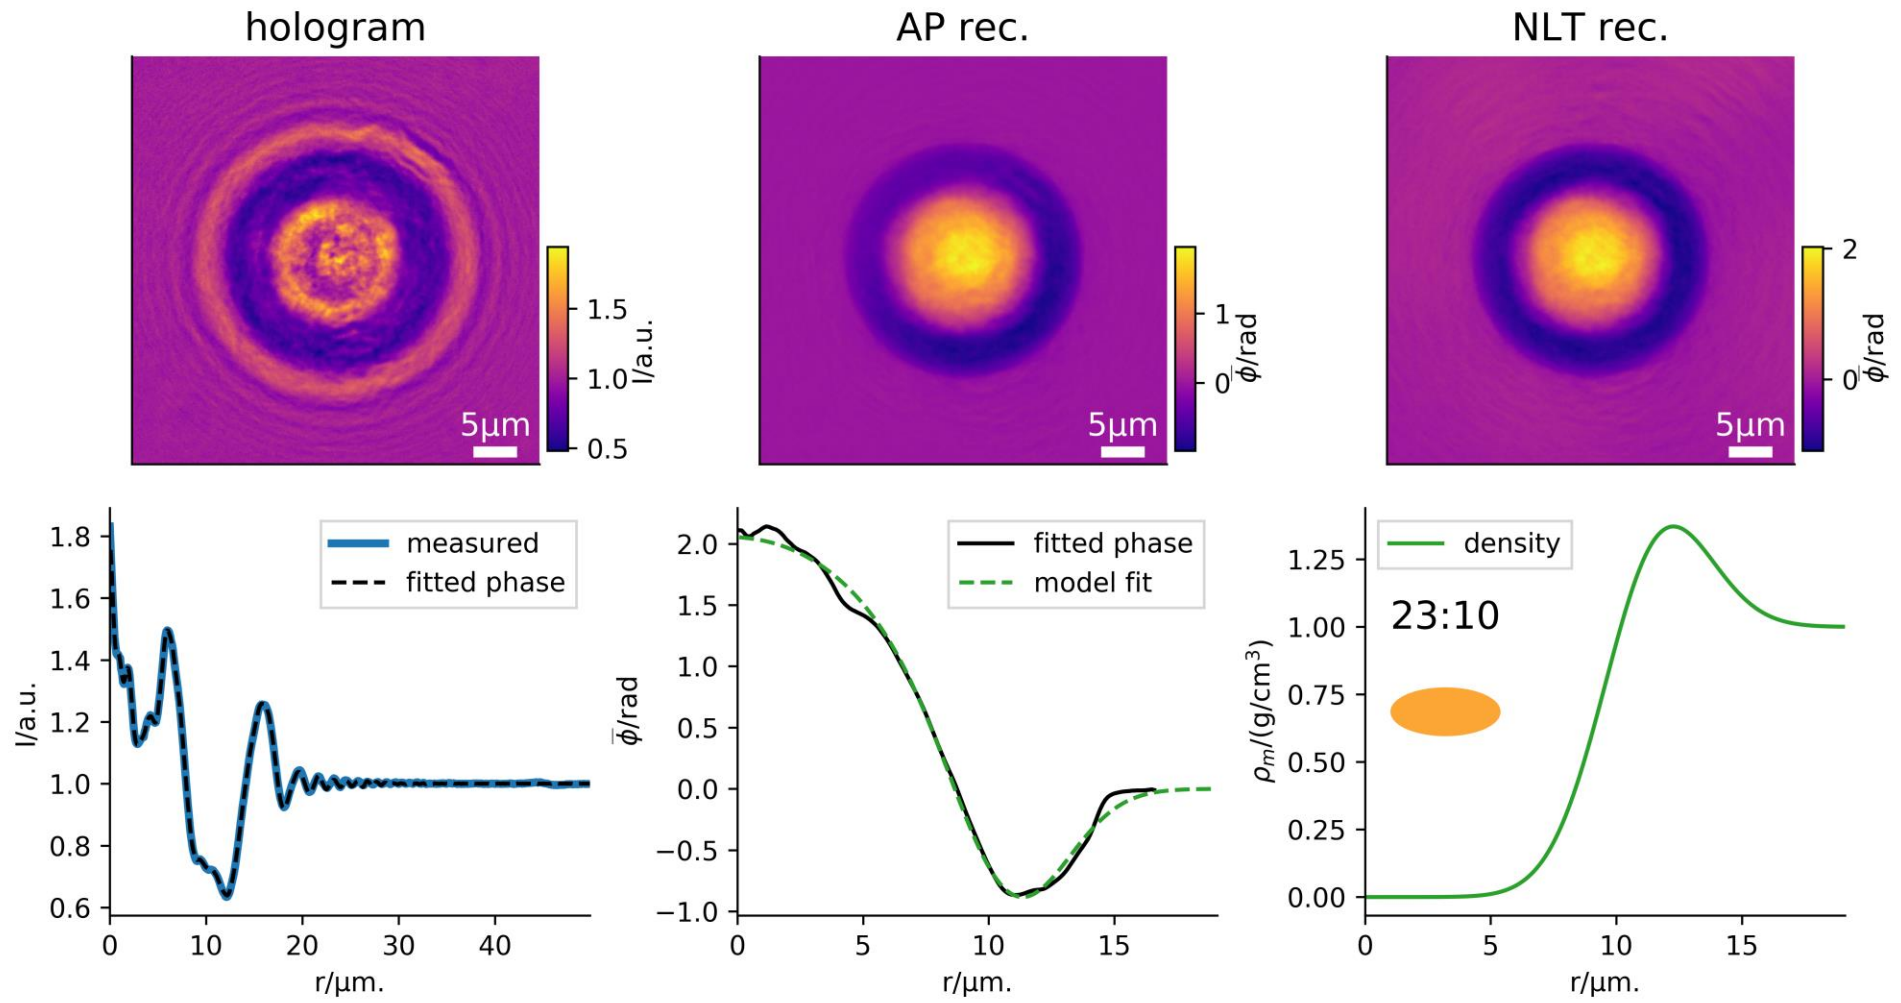 hologram
AP rec.
NLT rec.
1.5
1.0
0.5
I/a.u.
5μm
1
0
ϕ̅/rad
5μm
2
0
ϕ̅/rad
5μm
1.8
1.6
1.4
1.2
1.0
0.8
0.6
I/a.u.
measured
fitted phase
0 10 20 30 40
r/μm.
2.0
1.5
1.0
0.5
0.0
−0.5
−1.0
ϕ̅/rad
fitted phase
model fit
0 5 10 15
r/μm.
1.25
1.00
0.75
0.50
0.25
0.00
ρm/(g/cm³)
density
23:10
0 5 10 15
r/μm.